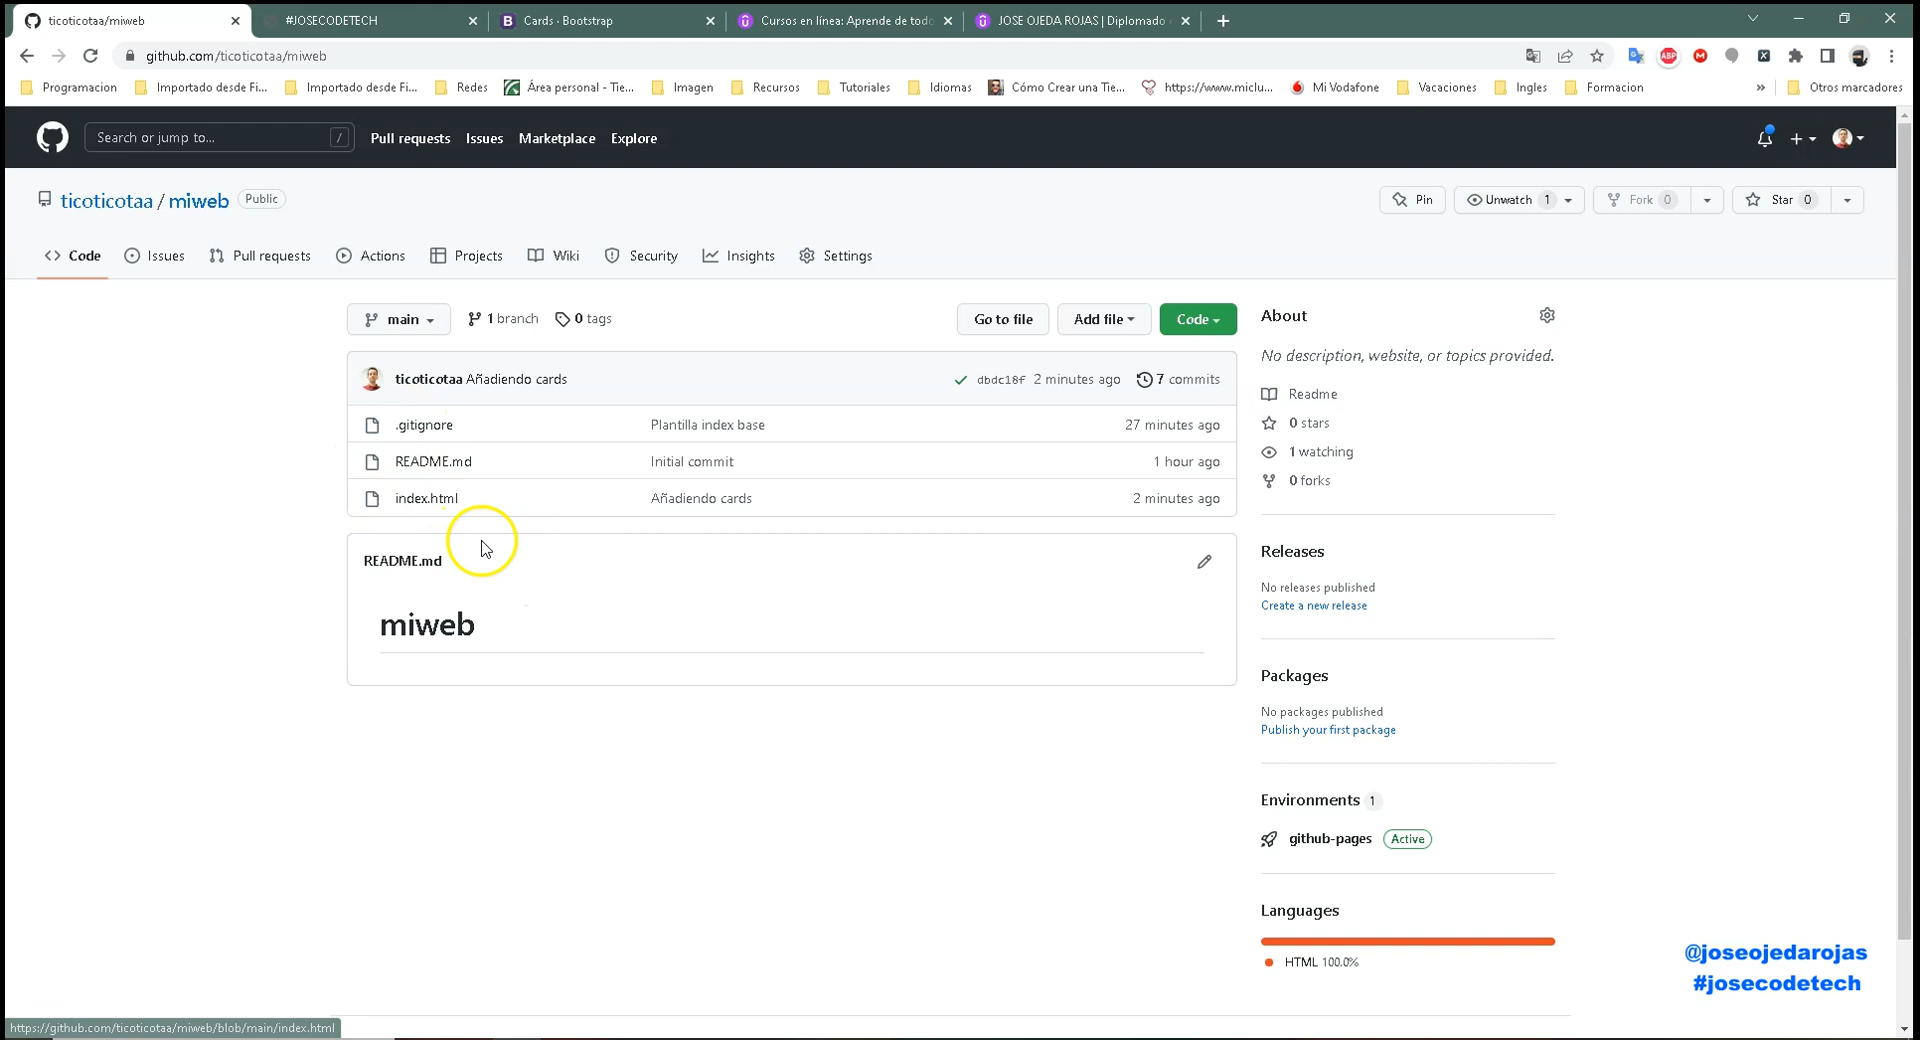 ticoticotaa/miweb
#JOSECODETECH
Cards · Bootstrap
Cursos en línea: Aprende de todo
JOSE OJEDA ROJAS | Diplomado
github.com/ticoticotaa/miweb
Programacion
Importado desde Fi...
Importado desde Fi...
Redes
Área personal - Tie...
Imagen
Recursos
Tutoriales
Idiomas
Cómo Crear una Tie...
https://www.miclu...
Mi Vodafone
Vacaciones
Ingles
Formacion
»
Otros marcadores
Search or jump to...
/
Pull requests
Issues
Marketplace
Explore
ticoticotaa / miweb
Public
Pin
Unwatch 1
Fork 0
Star 0
Code
Issues
Pull requests
Actions
Projects
Wiki
Security
Insights
Settings
main
1 branch
0 tags
Go to file
Add file
Code
About
No description, website, or topics provided.
ticoticotaa Añadiendo cards
dbdc18f 2 minutes ago
7 commits
Readme
.gitignore
Plantilla index base
27 minutes ago
0 stars
README.md
Initial commit
1 hour ago
1 watching
index.html
Añadiendo cards
2 minutes ago
0 forks
README.md
miweb
Releases
No releases published
Create a new release
Packages
No packages published
Publish your first package
Environments 1
github-pages
Active
Languages
HTML 100.0%
@joseojedarojas
#josecodetech
https://github.com/ticoticotaa/miweb/blob/main/index.html